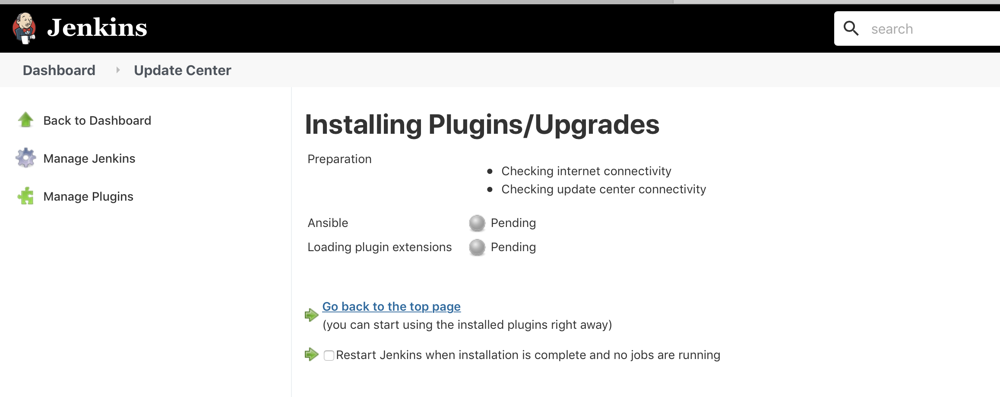 Jenkins
search
Dashboard
Update Center
Back to Dashboard
Manage Jenkins
Manage Plugins
Installing Plugins/Upgrades
Preparation
Checking internet connectivity
Checking update center connectivity
Ansible Pending
Loading plugin extensions Pending
Go back to the top page
(you can start using the installed plugins right away)
Restart Jenkins when installation is complete and no jobs are running